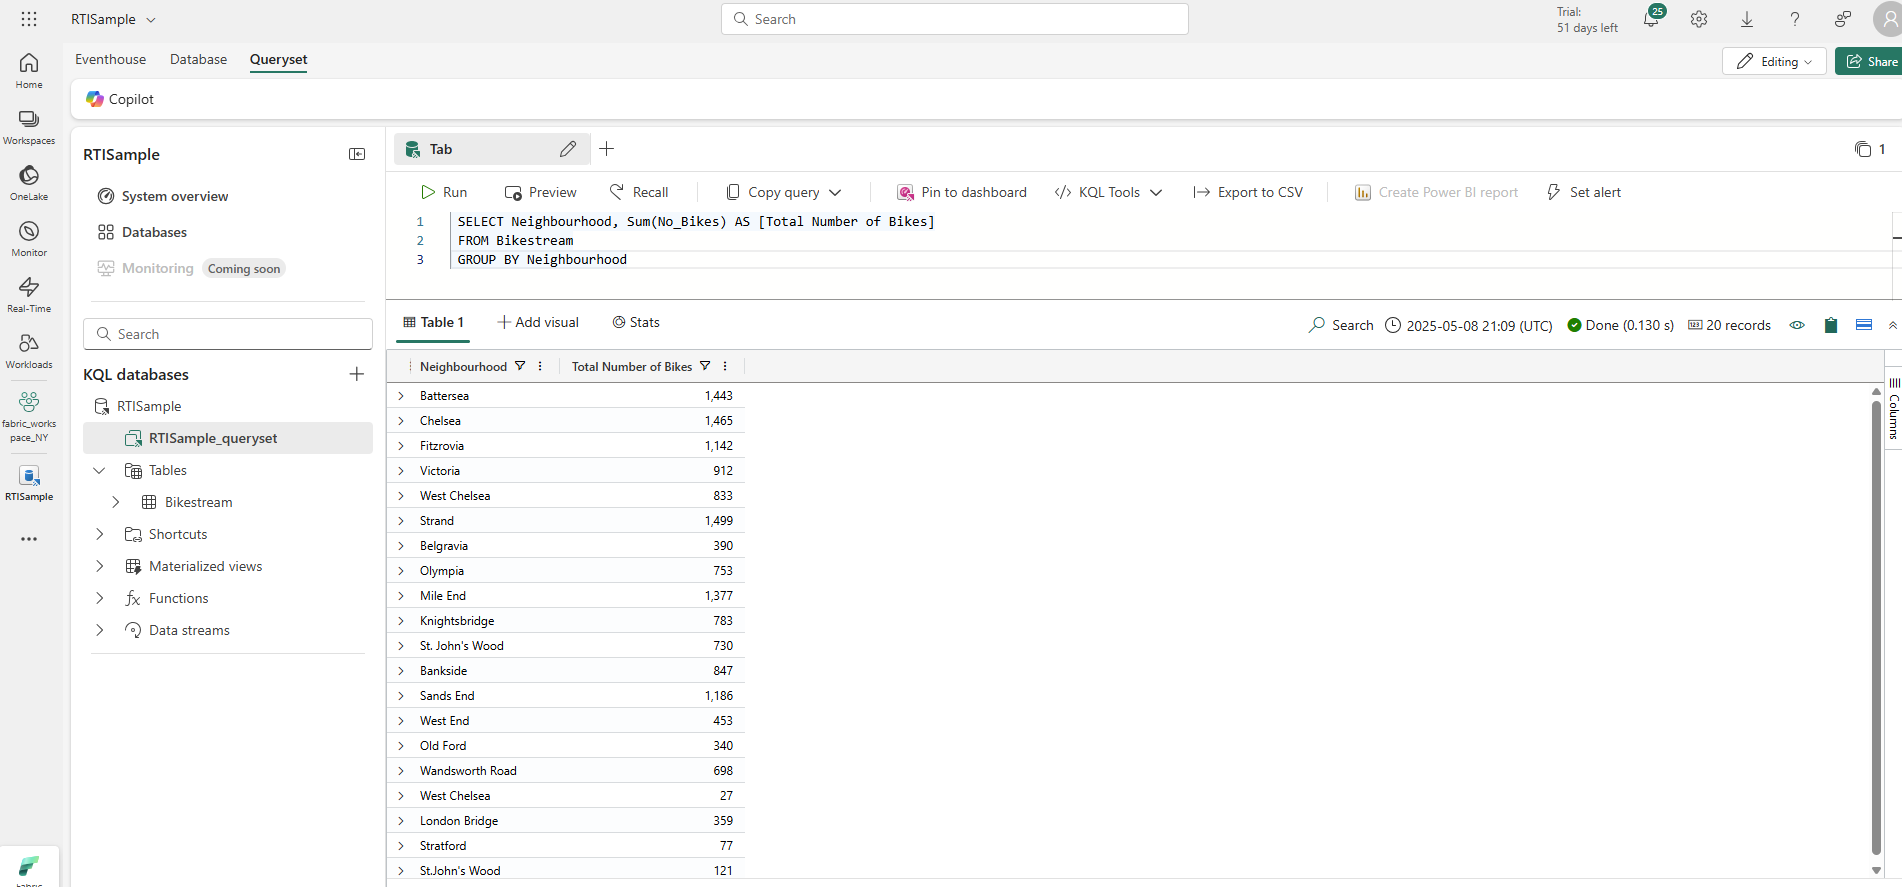 RTISample
Search
Trial:
51 days left
25
Home
Workspaces
OneLake
Monitor
Real-Time
Workloads
fabric_works
pace_NY
RTISample
Eventhouse Database Queryset
Editing
Share
Copilot
RTISample
System overview
Databases
Monitoring Coming soon
Search
KQL databases
RTISample
RTISample_queryset
Tables
Bikestream
Shortcuts
Materialized views
Functions
Data streams
Tab
1
Run Preview Recall Copy query Pin to dashboard </> KQL Tools Export to CSV Create Power BI report Set alert
1 SELECT Neighbourhood, Sum(No_Bikes) AS [Total Number of Bikes]
2 FROM Bikestream
3 GROUP BY Neighbourhood
Table 1 Add visual Stats Search 2025-05-08 21:09 (UTC) Done (0.130 s) 123 20 records
Neighbourhood Total Number of Bikes
Battersea 1,443
Chelsea 1,465
Fitzrovia 1,142
Victoria 912
West Chelsea 833
Strand 1,499
Belgravia 390
Olympia 753
Mile End 1,377
Knightsbridge 783
St. John's Wood 730
Bankside 847
Sands End 1,186
West End 453
Old Ford 340
Wandsworth Road 698
West Chelsea 27
London Bridge 359
Stratford 77
St.John's Wood 121
Columns
Fabric